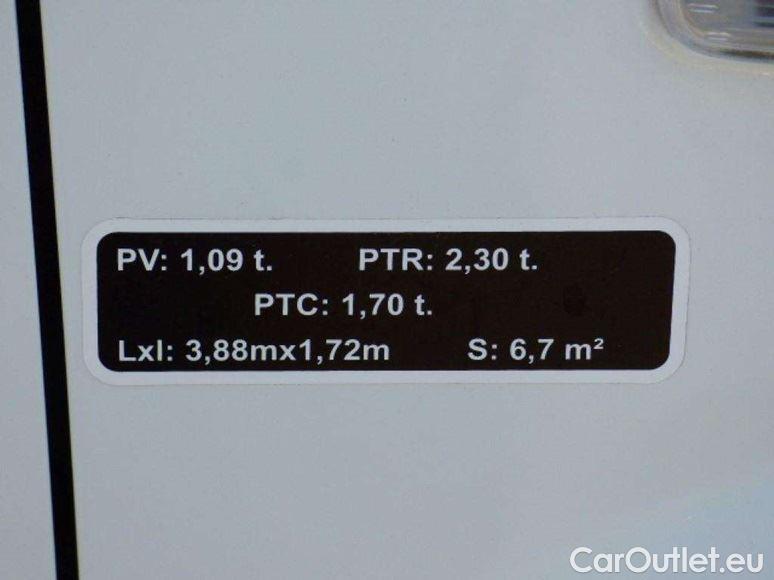 PV: 1,09 t. PTR: 2,30 t.
PTC: 1,70 t.
Lxl: 3,88mx1,72m S: 6,7 m²
CarOutlet.eu